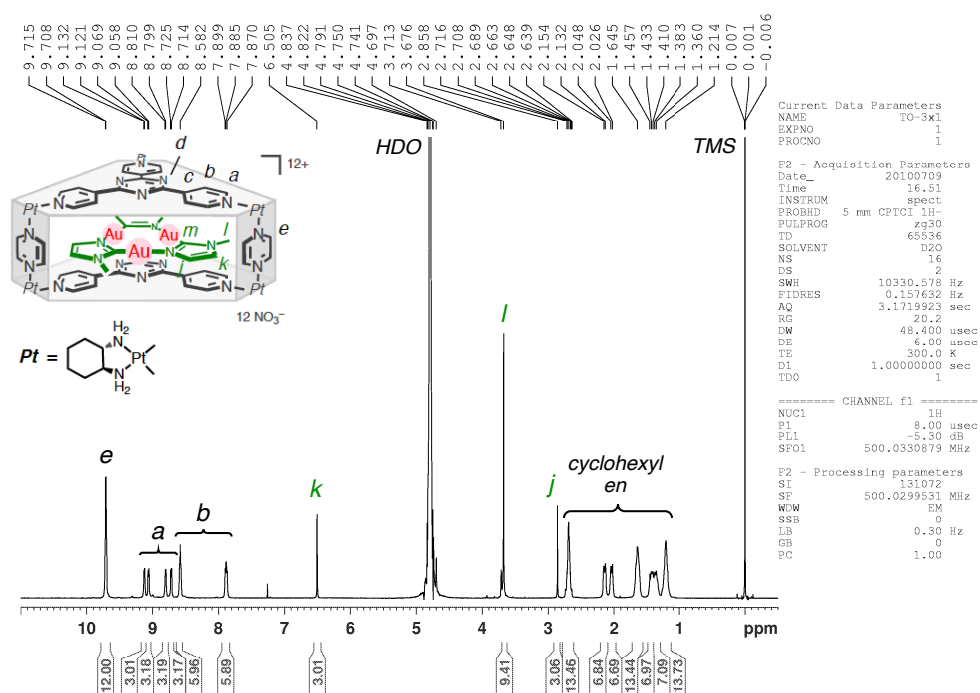 9.715
9.708
9.132
9.121
9.069
9.058
8.810
8.799
8.725
8.714
8.582
7.899
7.885
7.870
6.505
4.837
4.822
4.791
4.750
4.741
4.697
3.713
3.676
2.858
2.716
2.708
2.689
2.663
2.648
2.639
2.154
2.132
2.048
2.026
1.645
1.457
1.433
1.410
1.383
1.360
1.214
0.007
0.001
-0.006
HDO
TMS
Current Data Parameters
NAME TO-3x1
EXPNO 1
PROCNO 1
F2 - Acquisition Parameters
Date_ 20100709
Time 16.51
INSTRUM spect
PROBHD 5 mm CPTCI 1H-
PULPROG zg30
TD 65536
SOLVENT D2O
NS 16
DS 2
SWH 10330.578 Hz
FIDRES 0.157632 Hz
AQ 3.1719923 sec
RG 20.2
DW 48.400 usec
DE 6.00 usec
TE 300.0 K
D1 1.00000000 sec
TD0 1
======== CHANNEL f1 ========
NUC1 1H
P1 8.00 usec
PL1 -5.30 dB
SFO1 500.0330879 MHz
F2 - Processing parameters
SI 131072
SF 500.0299531 MHz
WDW EM
SSB 0
LB 0.30 Hz
GB 0
PC 1.00
12+
d
c b a
Pt
N N
N N N
Pt Pt
e
N N
Au N Au m l
N N N
Au
N N k
N N
N N N
Pt Pt
12 NO₃⁻
Pt =
H₂
N
Pt
N
H₂
e
a
b
k
l
j
cyclohexyl
en
10 9 8 7 6 5 4 3 2 1 ppm
12.00
3.01
3.18
3.19
3.17
5.96
5.89
3.01
9.41
3.06
13.46
6.84
6.69
13.44
6.97
7.09
13.73